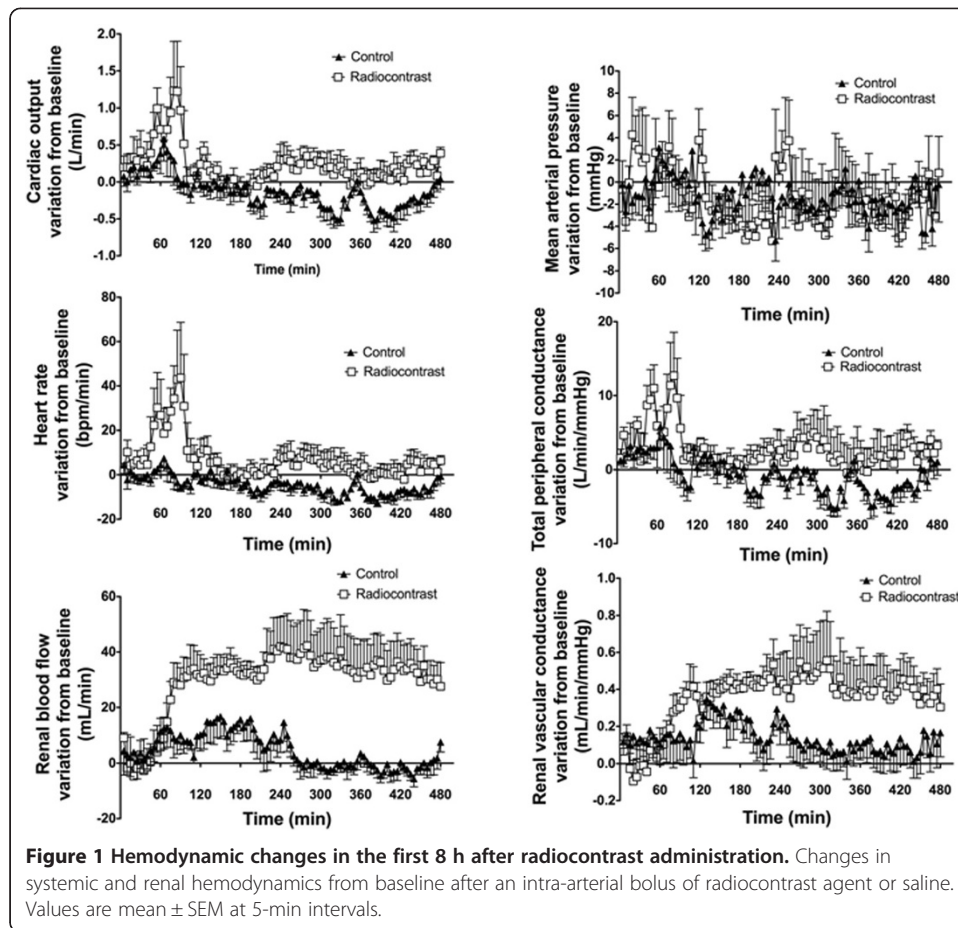 Cardiac output
variation from baseline
(L/min)
2.0
1.5
1.0
0.5
0.0
-0.5
-1.0
Control
Radiocontrast
60 120 180 240 300 360 420 480
Time (min)
Mean arterial pressure
variation from baseline
(mmHg)
10
8
6
4
2
0
-2
-4
-6
-8
-10
Control
Radiocontrast
60 120 180 240 300 360 420 480
Time (min)
Heart rate
variation from baseline
(bpm/min)
80
60
40
20
0
-20
Control
Radiocontrast
60 120 180 240 300 360 420 480
Time (min)
Total peripheral conductance
variation from baseline
(L/min/mmHg)
20
10
0
-10
Control
Radiocontrast
60 120 180 240 300 360 420 480
Time (min)
Renal blood flow
variation from baseline
(mL/min)
60
40
20
0
-20
Control
Radiocontrast
60 120 180 240 300 360 420 480
Time (min)
Renal vascular conductance
variation from baseline
(mL/min/mmHg)
1.0
0.8
0.6
0.4
0.2
0.0
-0.2
Control
Radiocontrast
60 120 180 240 300 360 420 480
Time (min)
Figure 1 Hemodynamic changes in the first 8 h after radiocontrast administration. Changes in
systemic and renal hemodynamics from baseline after an intra-arterial bolus of radiocontrast agent or saline.
Values are mean ± SEM at 5-min intervals.